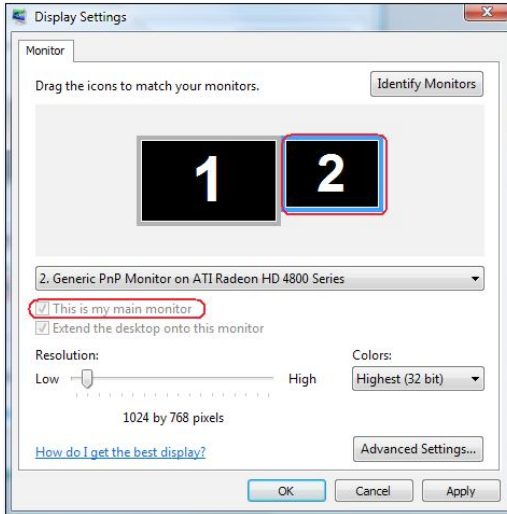 Display Settings
Monitor
Drag the icons to match your monitors.
Identify Monitors
1
2
2. Generic PnP Monitor on ATI Radeon HD 4800 Series
This is my main monitor
Extend the desktop onto this monitor
Resolution:
Colors:
Low
High
Highest (32 bit)
1024 by 768 pixels
How do I get the best display?
Advanced Settings...
OK
Cancel
Apply